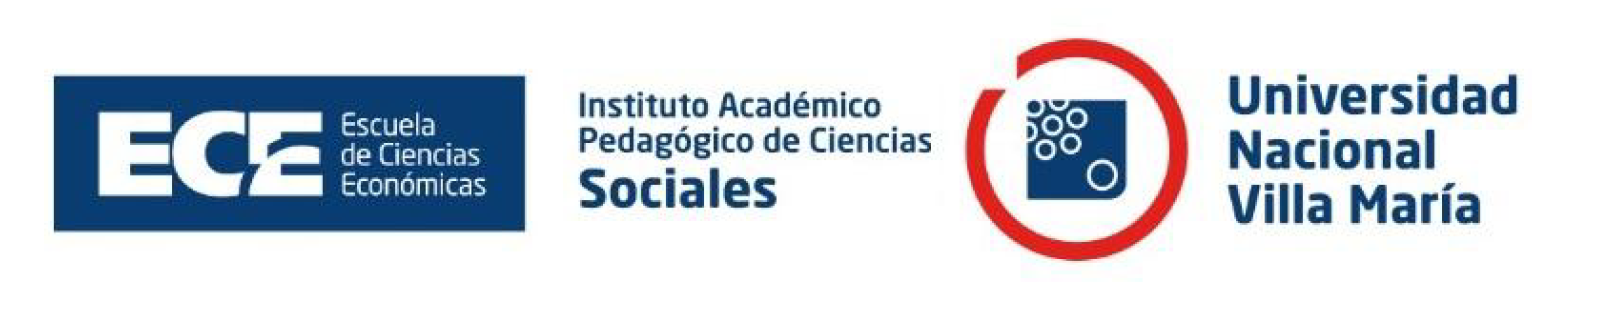 ECE
Escuela
de Ciencias
Económicas
Instituto Académico
Pedagógico de Ciencias
Sociales
Universidad
Nacional
Villa María